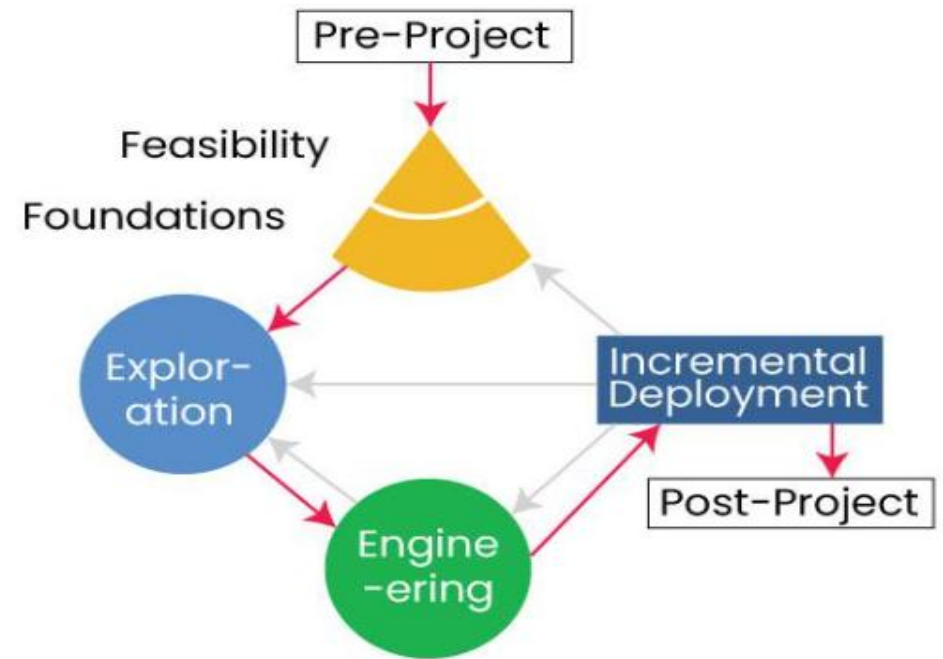 Pre-Project
Feasibility
Foundations
Explor-
ation
Incremental
Deployment
Post-Project
Engine
-ering